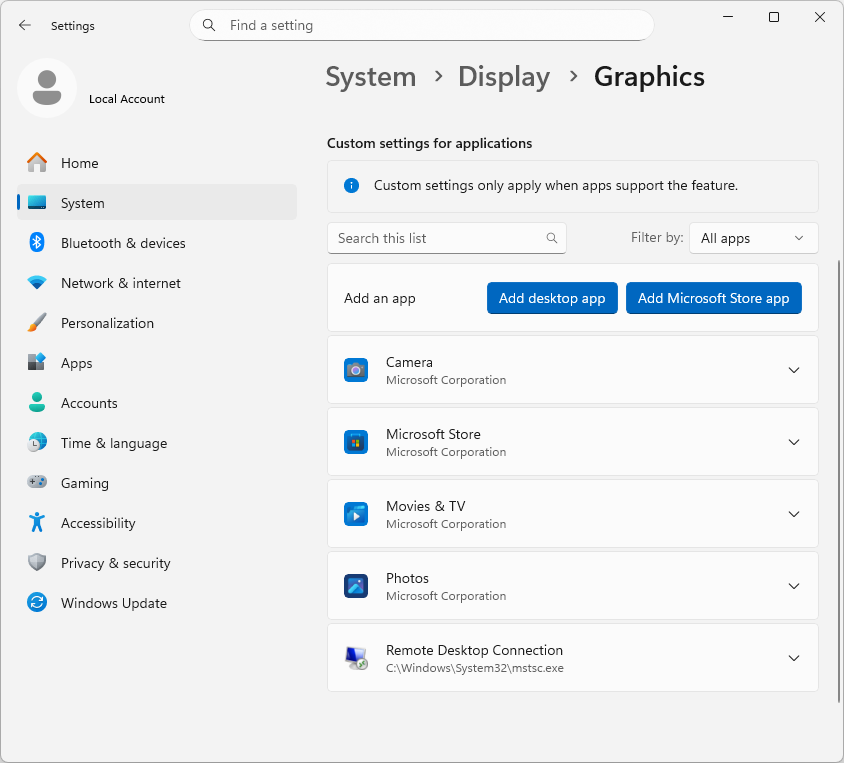 Settings
Find a setting
Local Account
Home
System
Bluetooth & devices
Network & internet
Personalization
Apps
Accounts
Time & language
Gaming
Accessibility
Privacy & security
Windows Update
System › Display › Graphics
Custom settings for applications
Custom settings only apply when apps support the feature.
Search this list
Filter by: All apps
Add an app Add desktop app Add Microsoft Store app
Camera
Microsoft Corporation
Microsoft Store
Microsoft Corporation
Movies & TV
Microsoft Corporation
Photos
Microsoft Corporation
Remote Desktop Connection
C:\Windows\System32\mstsc.exe